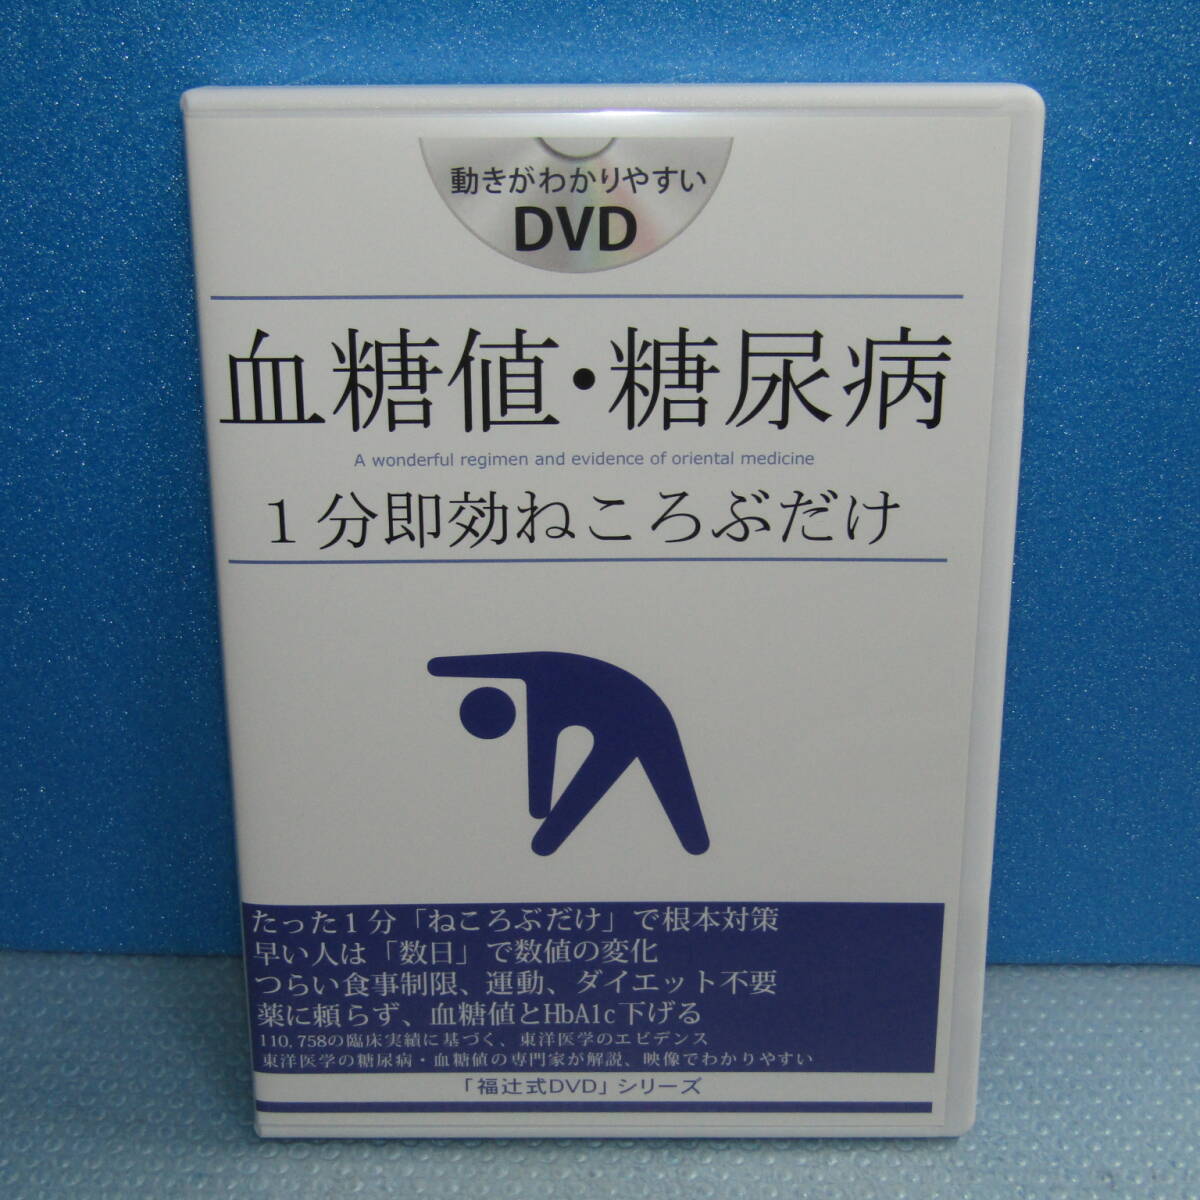 動きがわかりやすい
DVD
血糖値・糖尿病
A wonderful regimen and evidence of oriental medicine
1分即効ねころぶだけ
たった1分「ねころぶだけ」で根本対策
早い人は「数日」で数値の変化
つらい食事制限、運動、ダイエット不要
薬に頼らず、血糖値とHbA1c下げる
110,758の臨床実績に基づく、東洋医学のエビデンス
東洋医学の糖尿病・血糖値の専門家が解説、映像でわかりやすい
「福辻式DVD」シリーズ